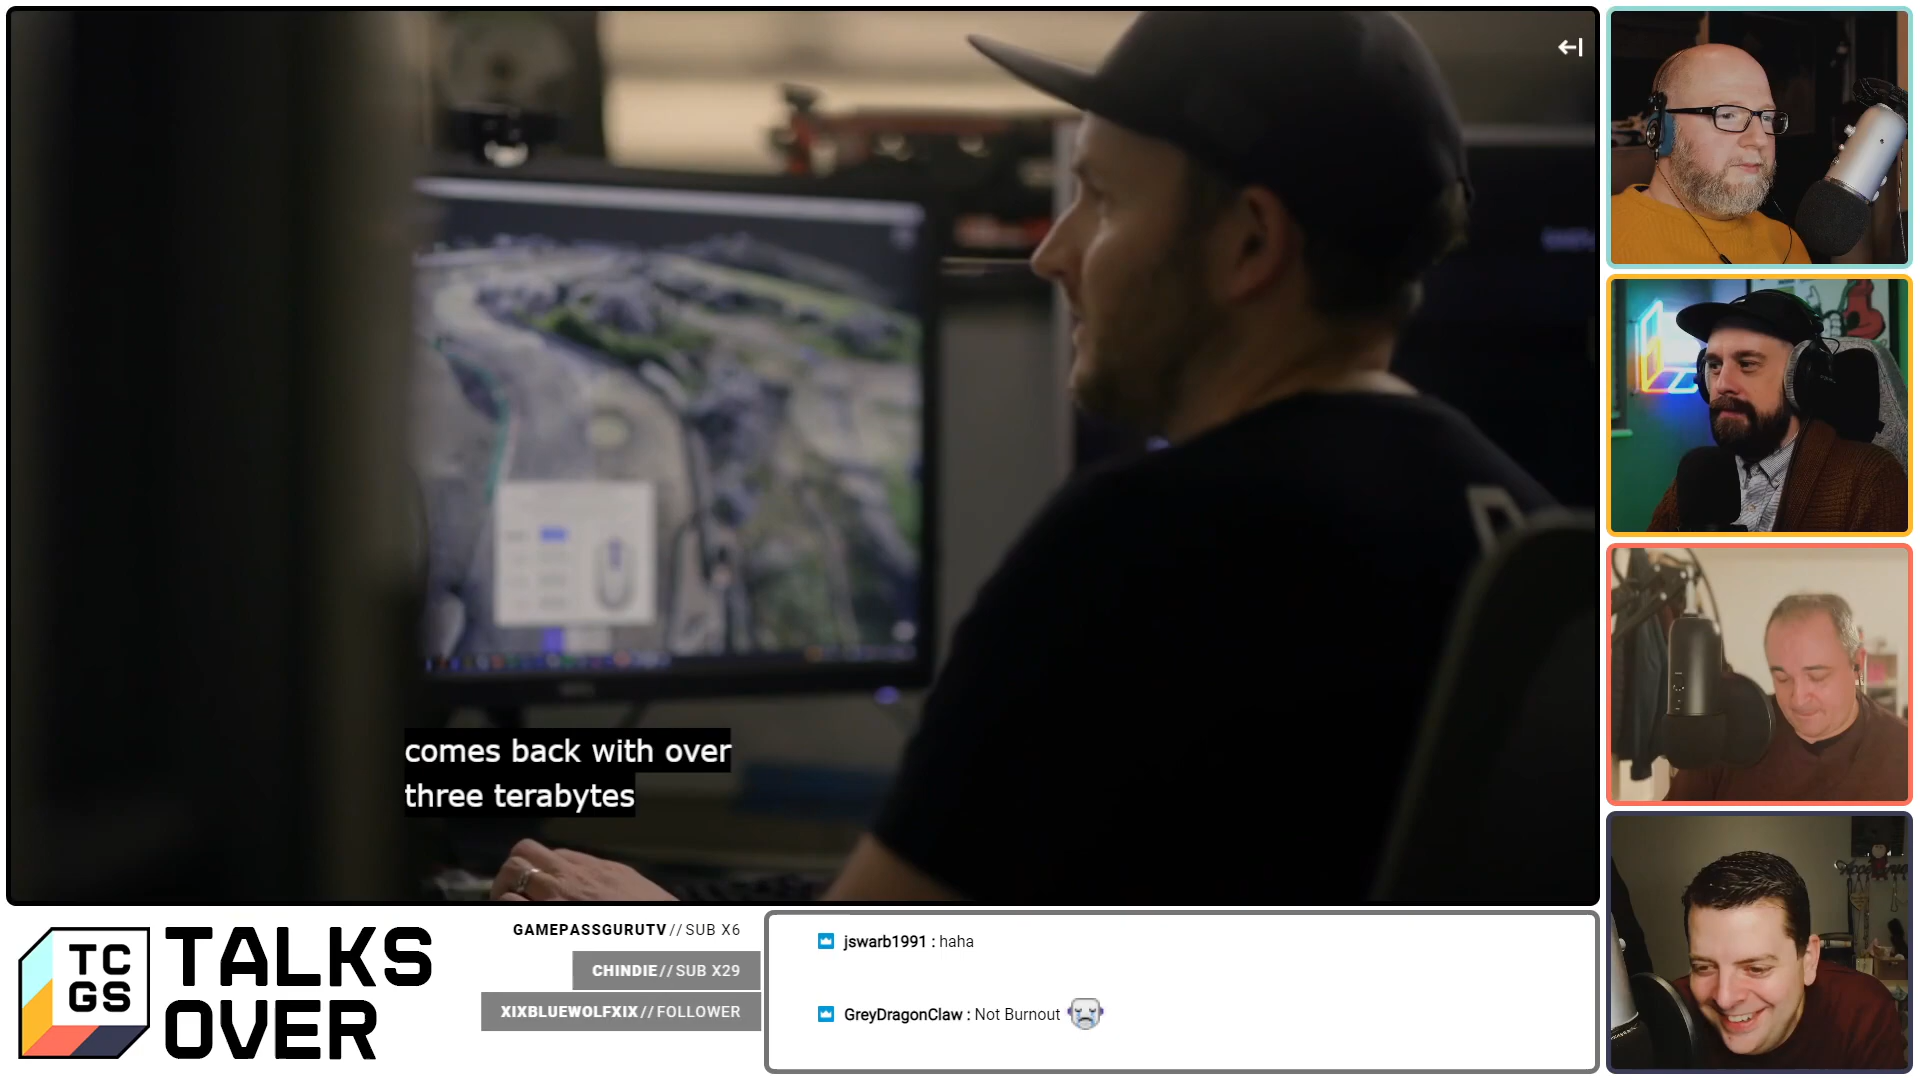 comes back with over
three terabytes
TC
GS
TALKS
OVER
GAMEPASSGURUTV // SUB X6
CHINDIE // SUB X29
XIXBLUEWOLFXIX // FOLLOWER
jswarb1991 : haha
GreyDragonClaw : Not Burnout